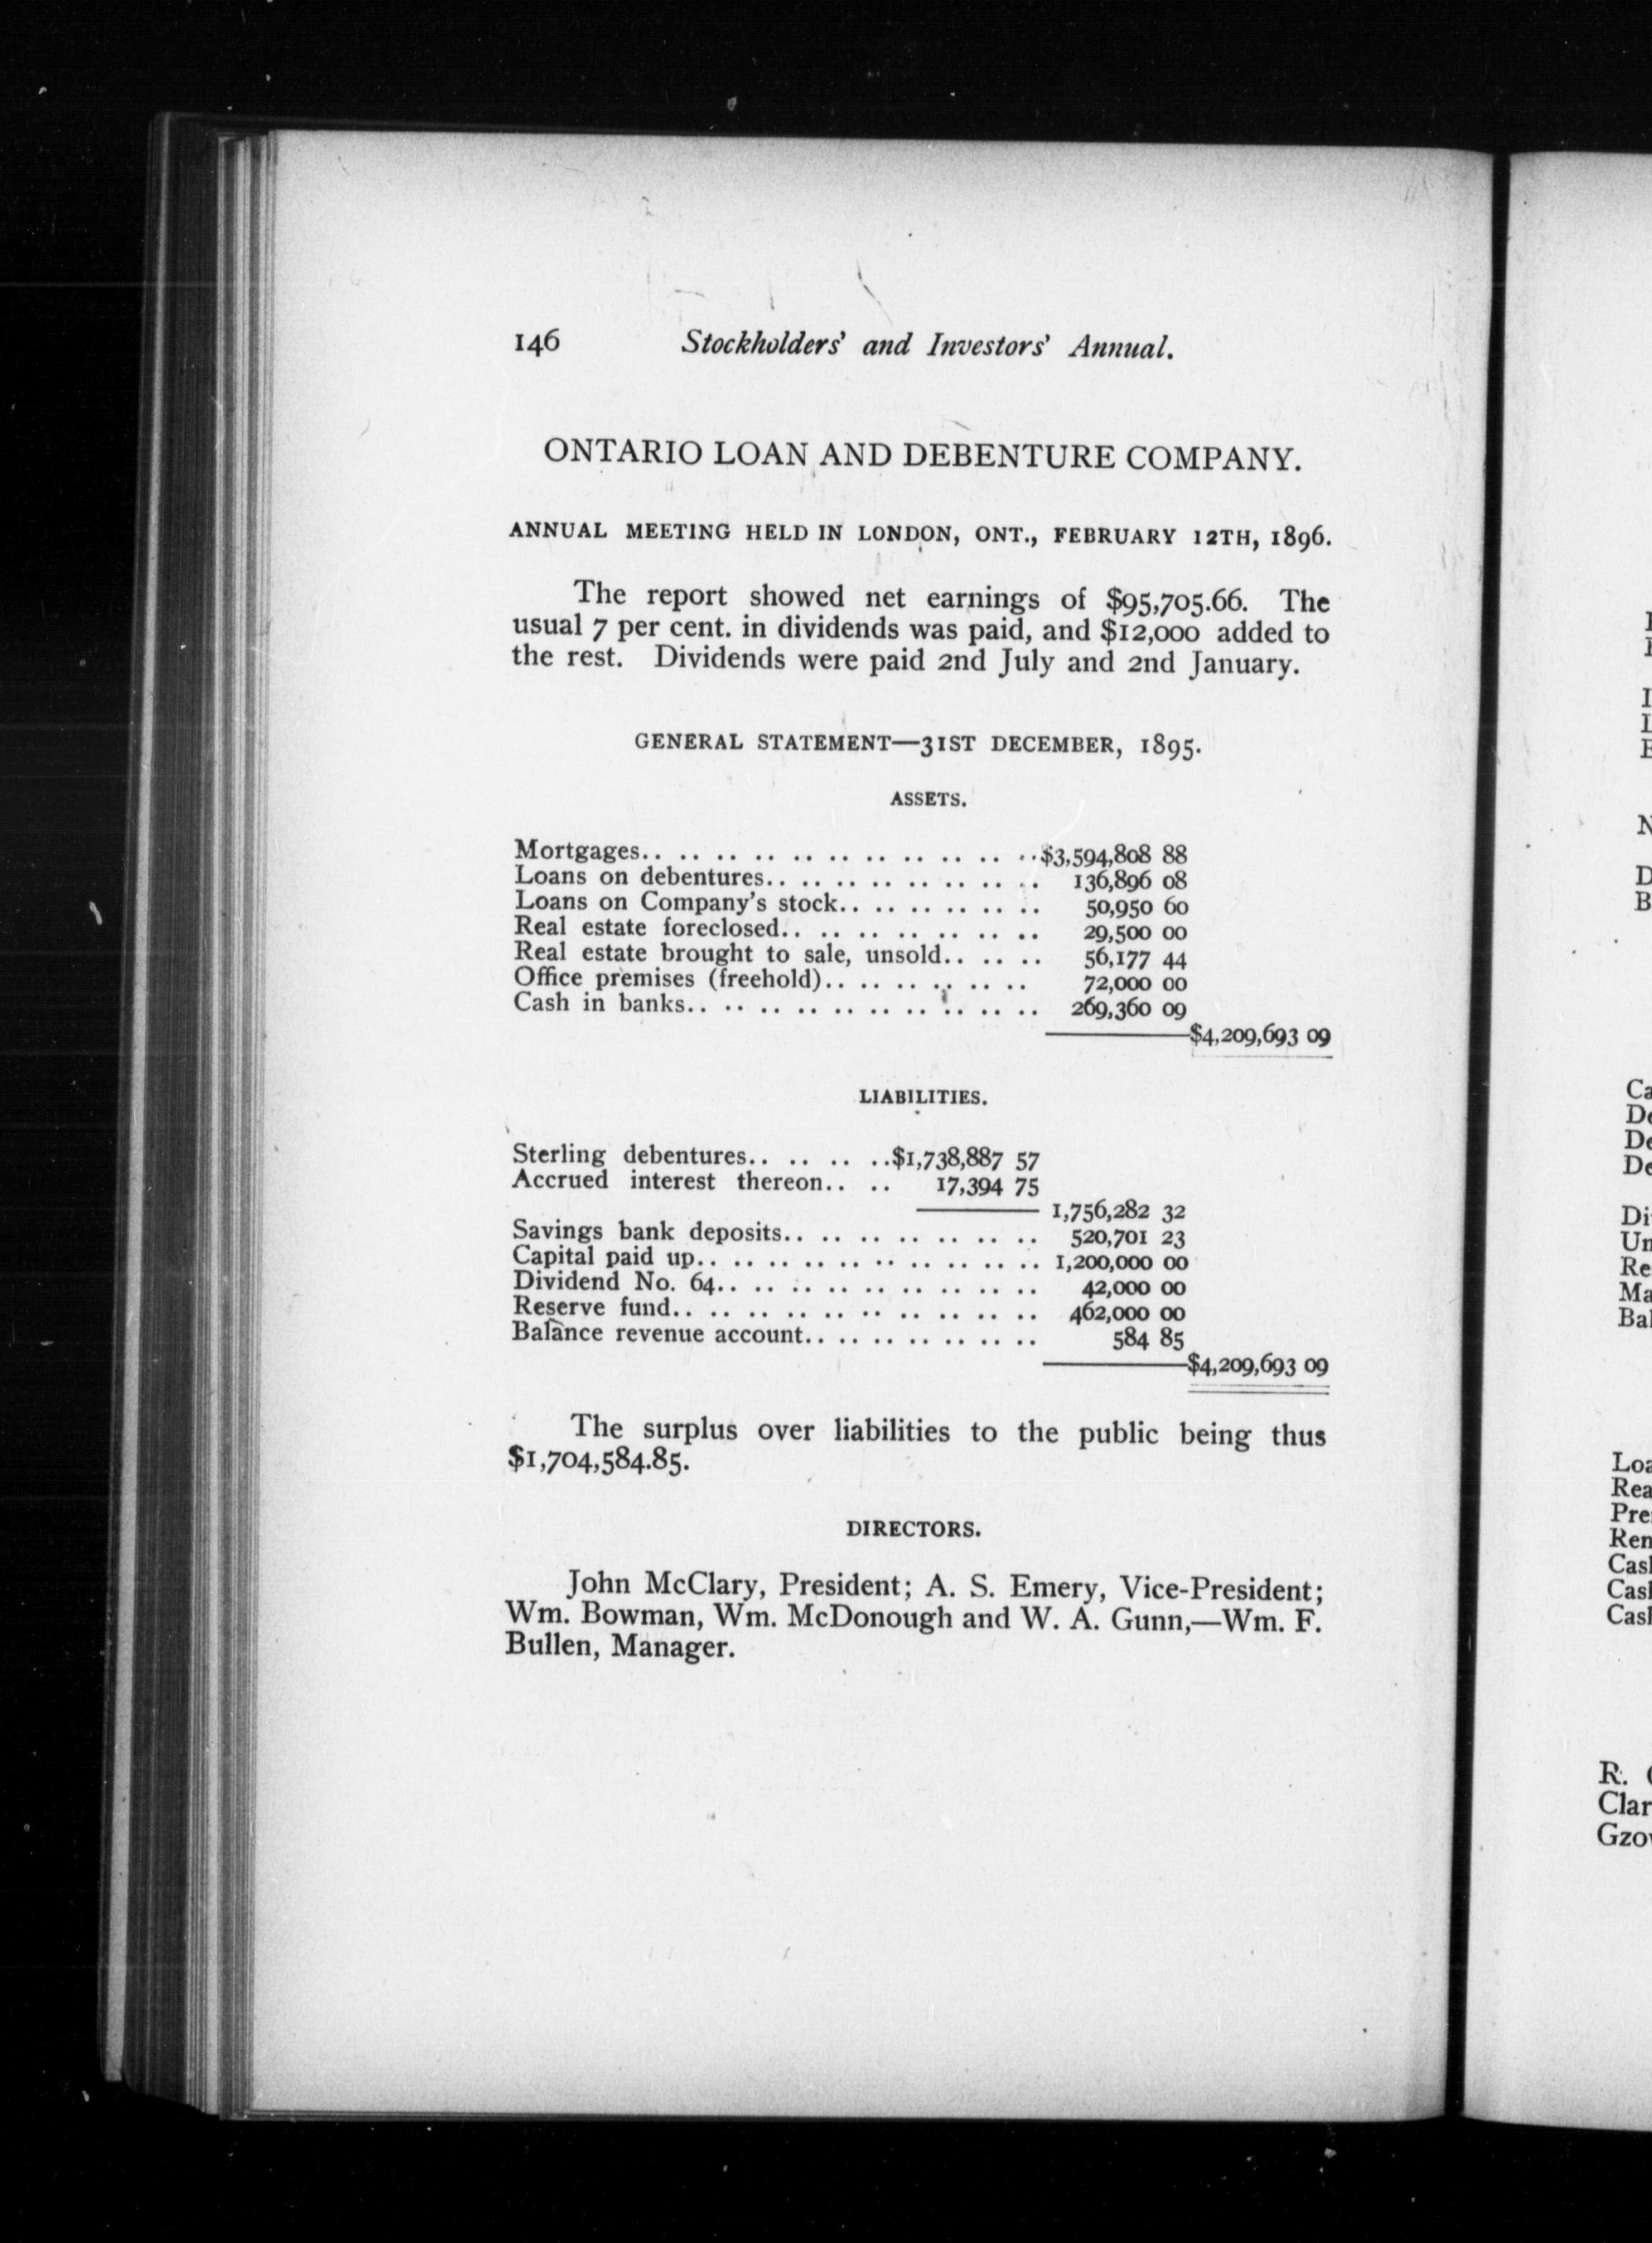 146 Stockholders' and Investors' Annual.
ONTARIO LOAN AND DEBENTURE COMPANY.
ANNUAL MEETING HELD IN LONDON, ONT., FEBRUARY 12TH, 1896.
The report showed net earnings of $95,705.66. The
usual 7 per cent. in dividends was paid, and $12,000 added to
the rest. Dividends were paid 2nd July and 2nd January.
GENERAL STATEMENT—31ST DECEMBER, 1895.
ASSETS.
Mortgages.. .. .. .. .. .. .. .. .. .. ..$3,594,808 88
Loans on debentures.. .. .. .. .. .. .. .. 136,896 08
Loans on Company's stock.. .. .. .. .. .. 50,950 60
Real estate foreclosed.. .. .. .. .. .. .. .. 29,500 00
Real estate brought to sale, unsold.. .. .. 56,177 44
Office premises (freehold).. .. .. .. .. .. 72,000 00
Cash in banks.. .. .. .. .. .. .. .. .. .. 269,360 09
$4,209,693 09
LIABILITIES.
Sterling debentures.. .. .. ..$1,738,887 57
Accrued interest thereon.. .. 17,394 75
1,756,282 32
Savings bank deposits.. .. .. .. .. .. .. .. 520,701 23
Capital paid up.. .. .. .. .. .. .. .. .. .. 1,200,000 00
Dividend No. 64.. .. .. .. .. .. .. .. .. 42,000 00
Reserve fund.. .. .. .. .. .. .. .. .. .. 462,000 00
Balance revenue account.. .. .. .. .. .. .. 584 85
$4,209,693 09
The surplus over liabilities to the public being thus
$1,704,584.85.
DIRECTORS.
John McClary, President; A. S. Emery, Vice-President;
Wm. Bowman, Wm. McDonough and W. A. Gunn,—Wm. F.
Bullen, Manager.